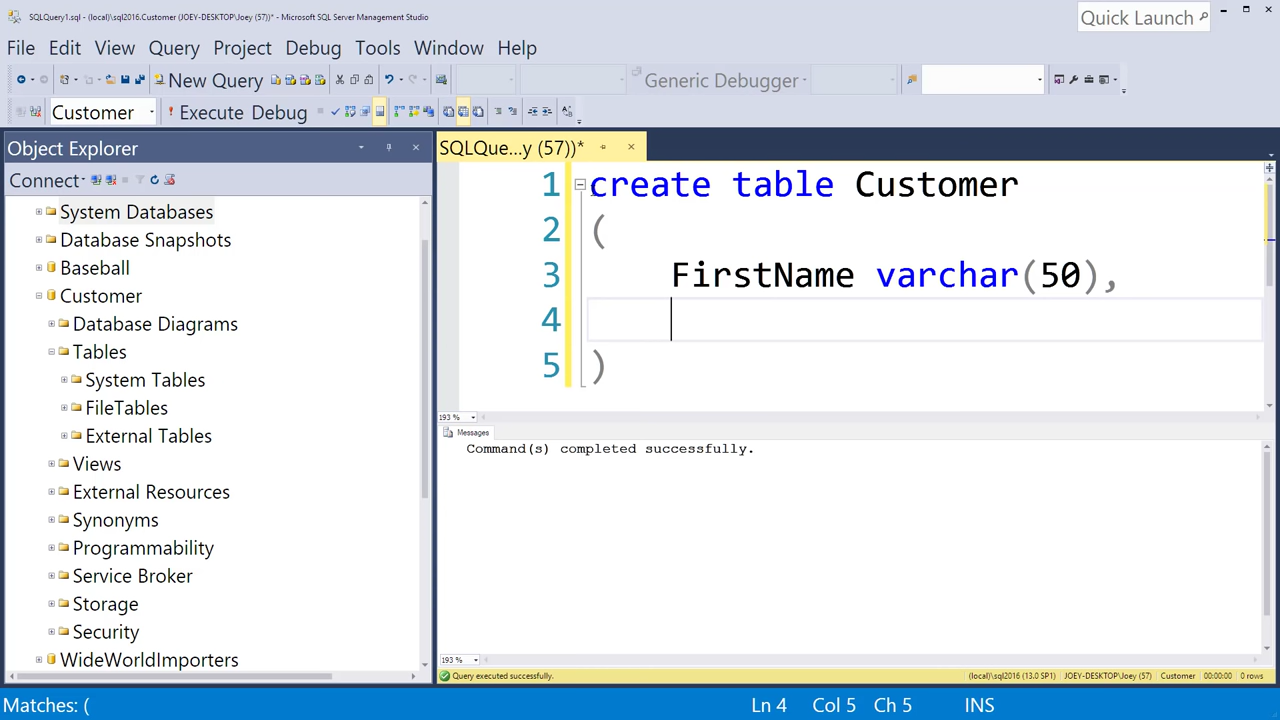 SQLQuery1.sql - (local)\sql2016.Customer (JOEY-DESKTOP\Joey (57))* - Microsoft SQL Server Management Studio
Quick Launch
File Edit View Query Project Debug Tools Window Help
New Query Generic Debugger
Customer Execute Debug
Object Explorer
SQLQue...y (57))*
Connect
System Databases
Database Snapshots
Baseball
Customer
Database Diagrams
Tables
System Tables
FileTables
External Tables
Views
External Resources
Synonyms
Programmability
Service Broker
Storage
Security
WideWorldImporters
1 create table Customer
2 (
3 FirstName varchar(50),
4
5 )
193 %
Messages
Command(s) completed successfully.
193 %
Query executed successfully. (local)\sql2016 (13.0 SP1) JOEY-DESKTOP\Joey (57) Customer 00:00:00 0 rows
Matches: ( Ln 4 Col 5 Ch 5 INS